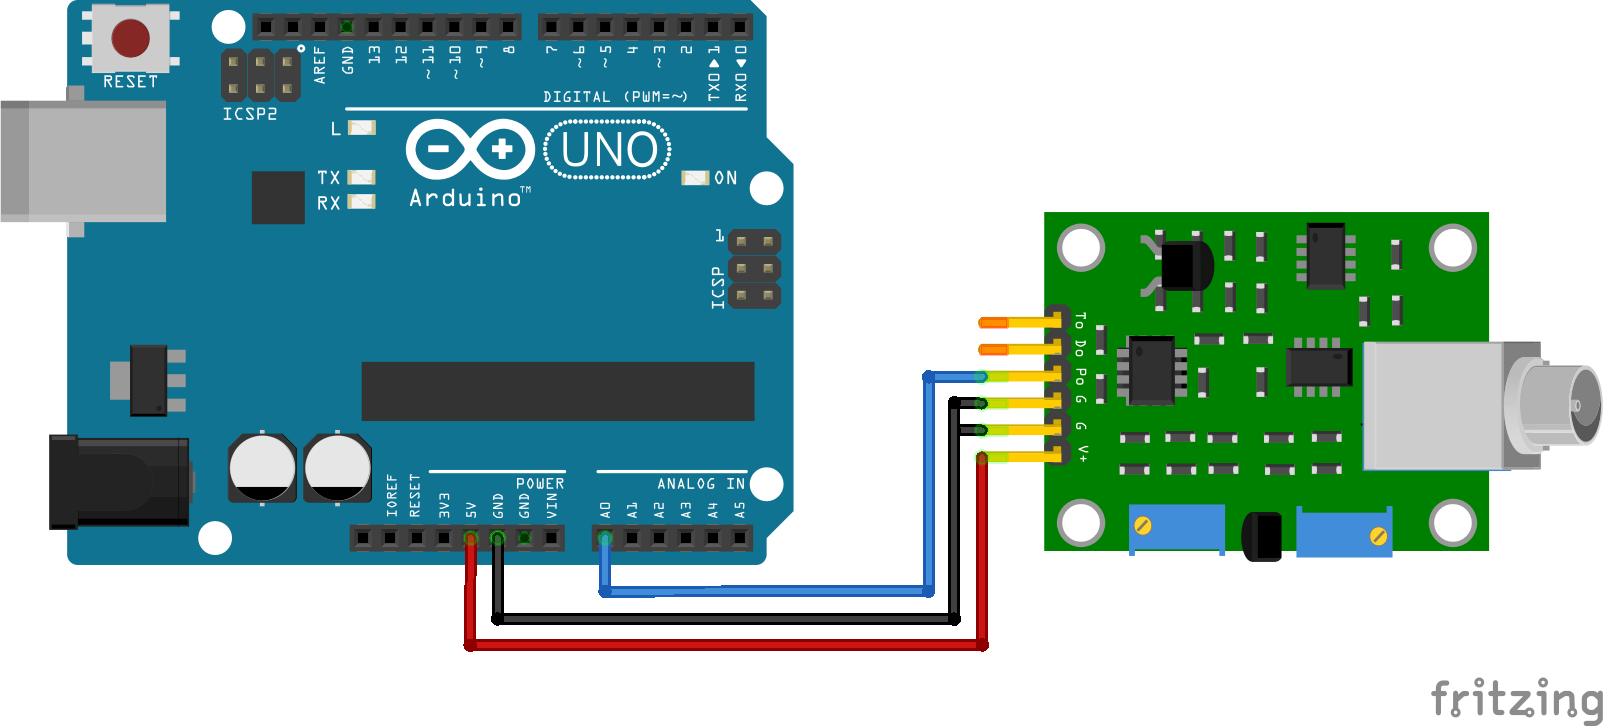 RESET
ICSP2
AREF
GND
13
12
~11
~10
~9
8
7
~6
~5
4
~3
2
TX0▶1
RX0◀0
DIGITAL (PWM=~)
L
TX
RX
Arduino™
UNO
ON
1
ICSP
To
Do
Po
G
G
V+
POWER
ANALOG IN
IOREF
RESET
3V3
5V
GND
GND
VIN
A0
A1
A2
A3
A4
A5
fritzing